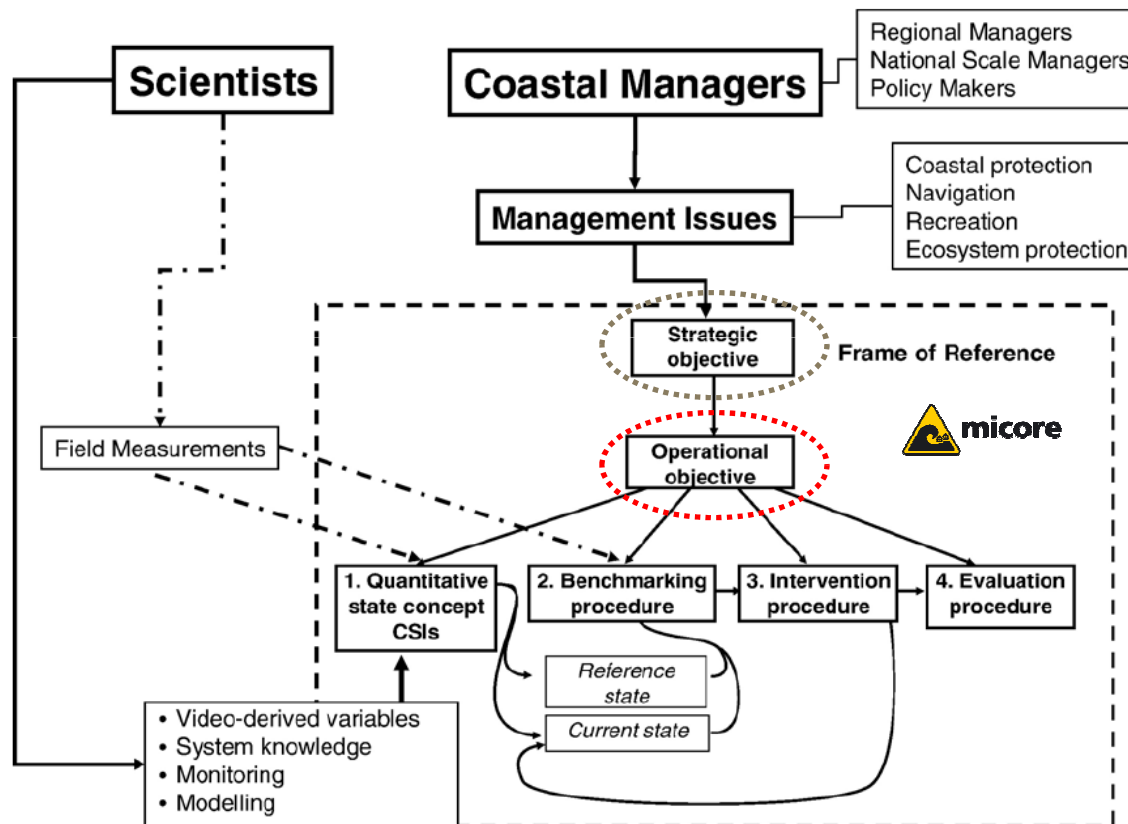 Scientists
Coastal Managers
Regional Managers
National Scale Managers
Policy Makers
Management Issues
Coastal protection
Navigation
Recreation
Ecosystem protection
Strategic
objective
Frame of Reference
micore
Field Measurements
Operational
objective
1. Quantitative
state concept
CSIs
2. Benchmarking
procedure
3. Intervention
procedure
4. Evaluation
procedure
Reference
state
Current state
• Video-derived variables
• System knowledge
• Monitoring
• Modelling